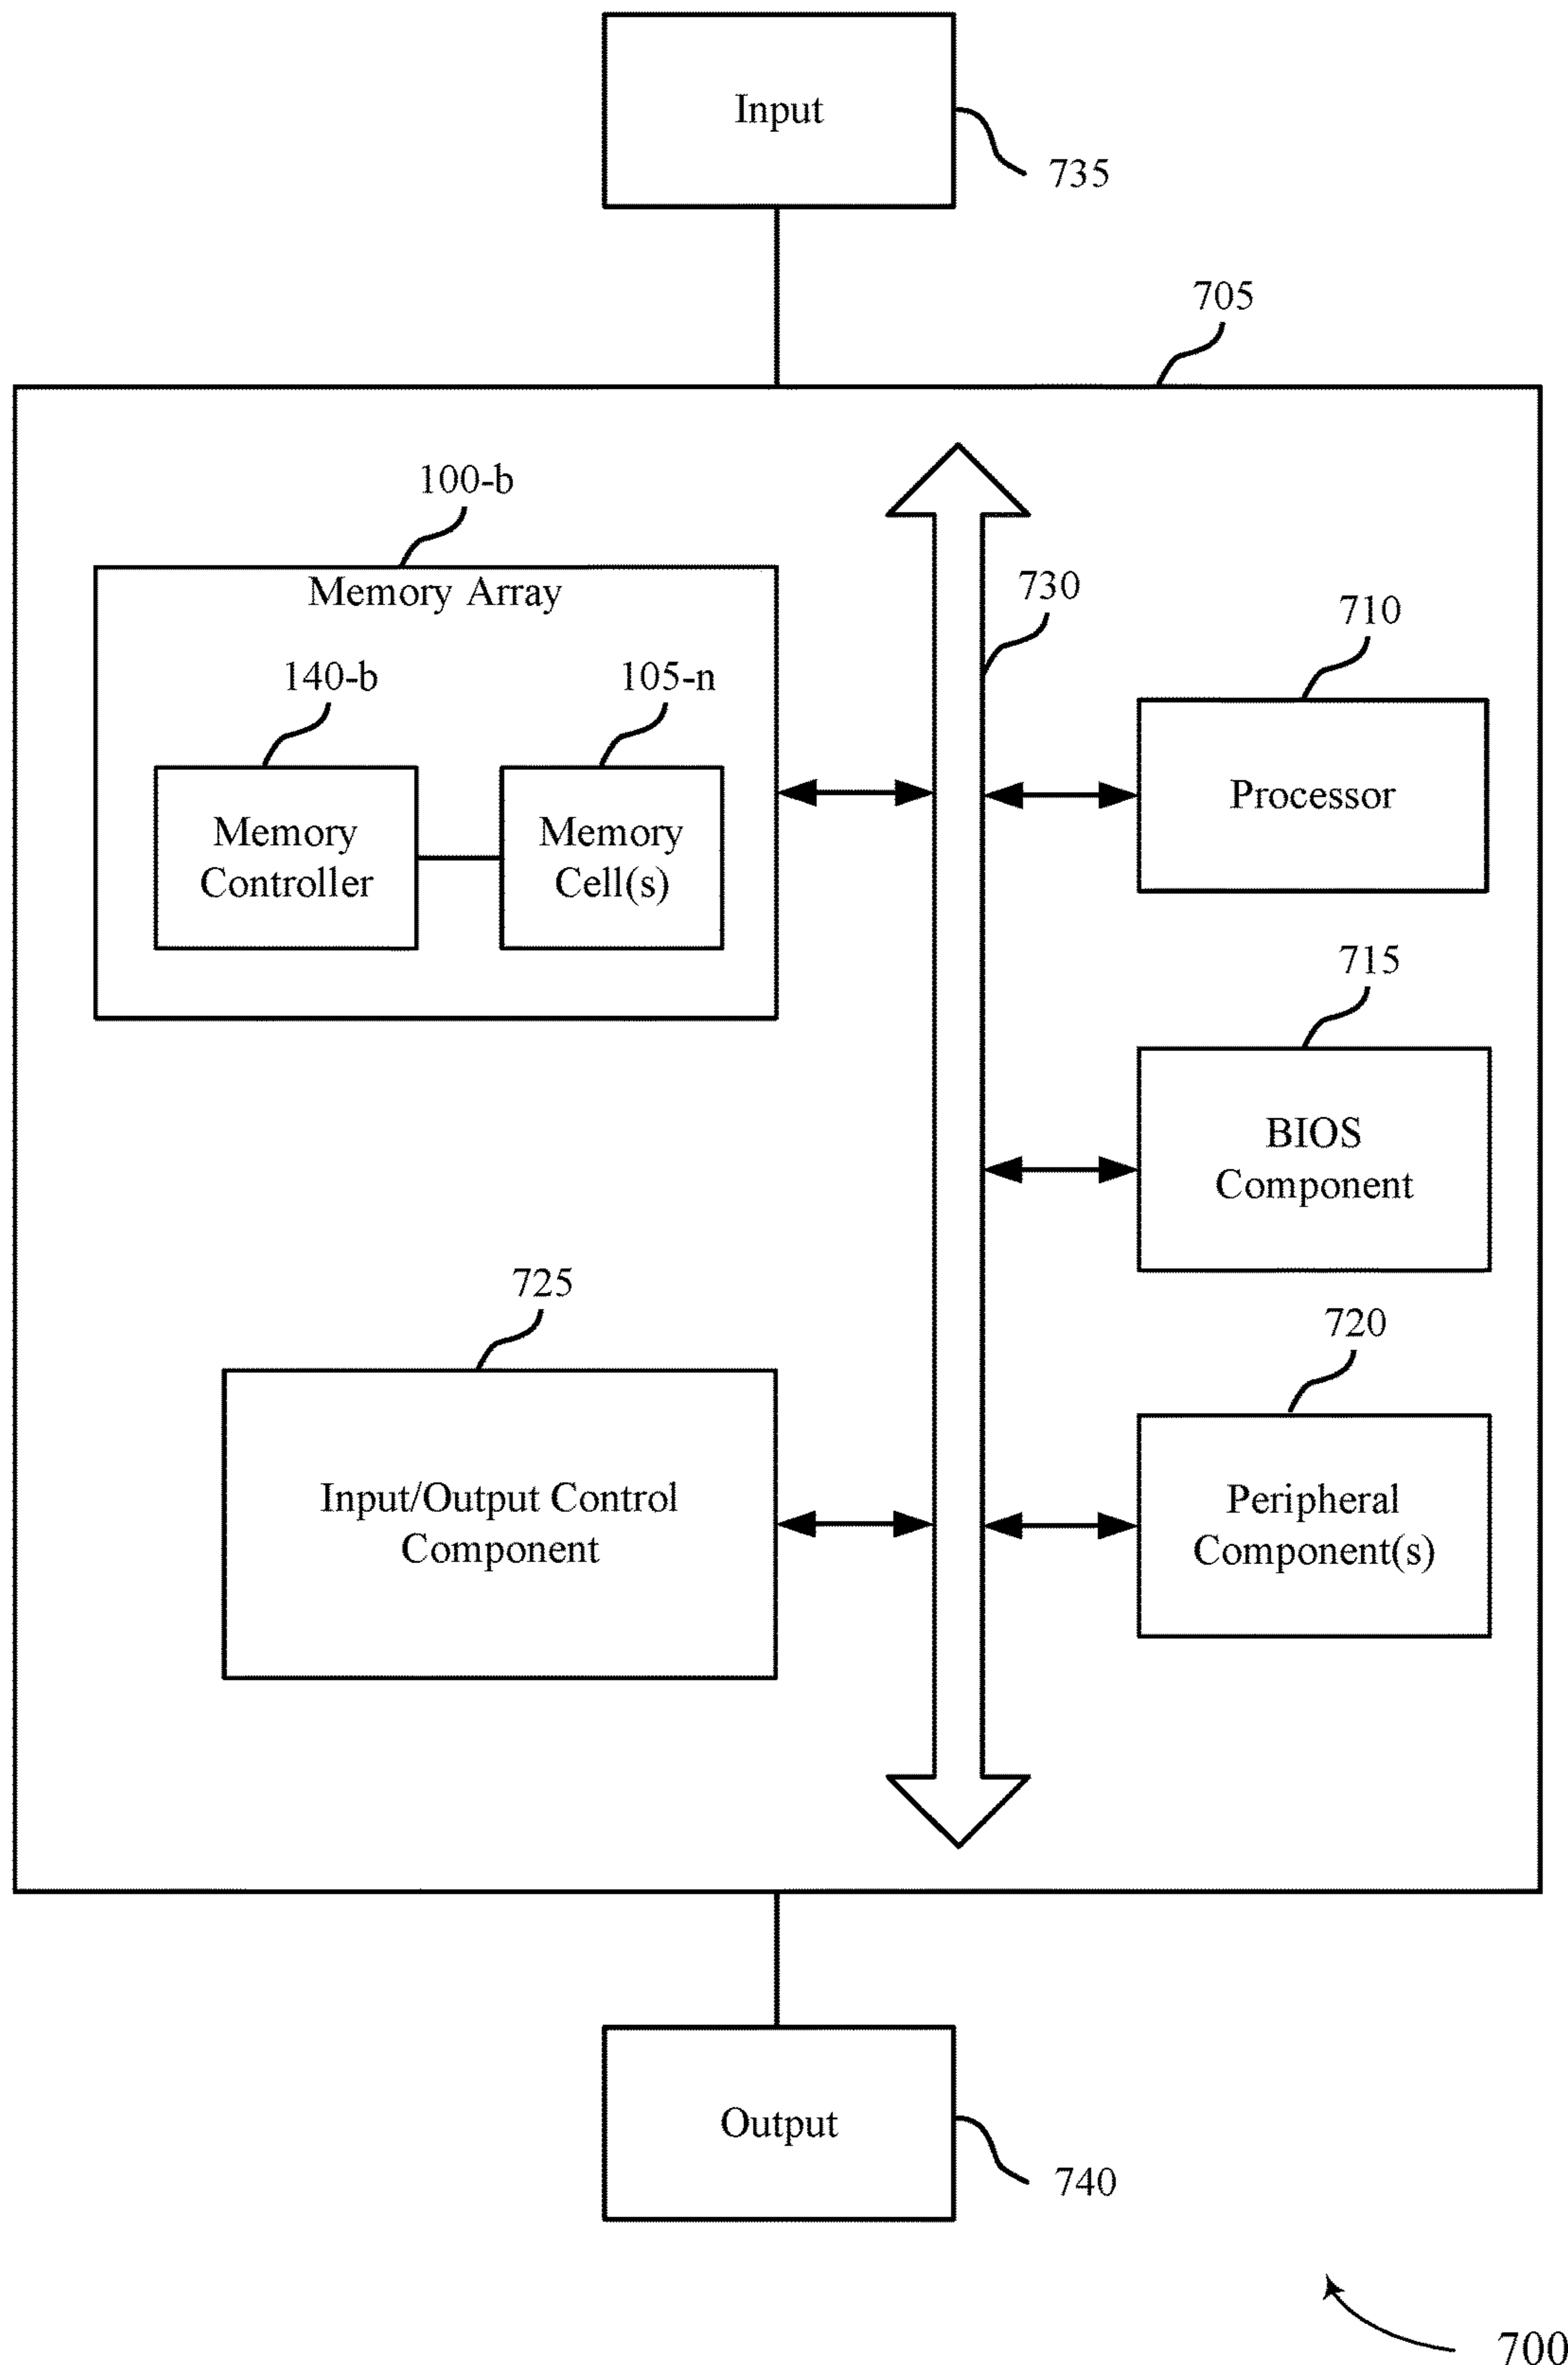 Input
735
705
100-b
Memory Array
730
710
140-b
105-n
Memory
Controller
Memory
Cell(s)
Processor
715
BIOS
Component
725
720
Input/Output Control
Component
Peripheral
Component(s)
Output
740
700